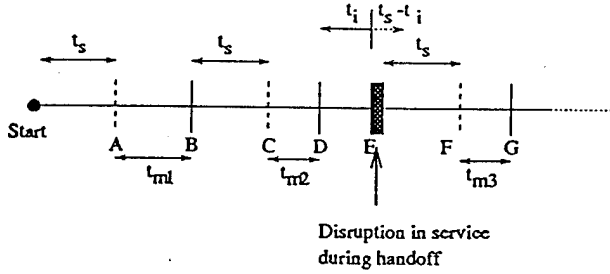 t_i t_s - t_i
t_s t_s t_s
Start
A B C D E F G
t_m1 t_m2 t_m3
Disruption in service
during handoff